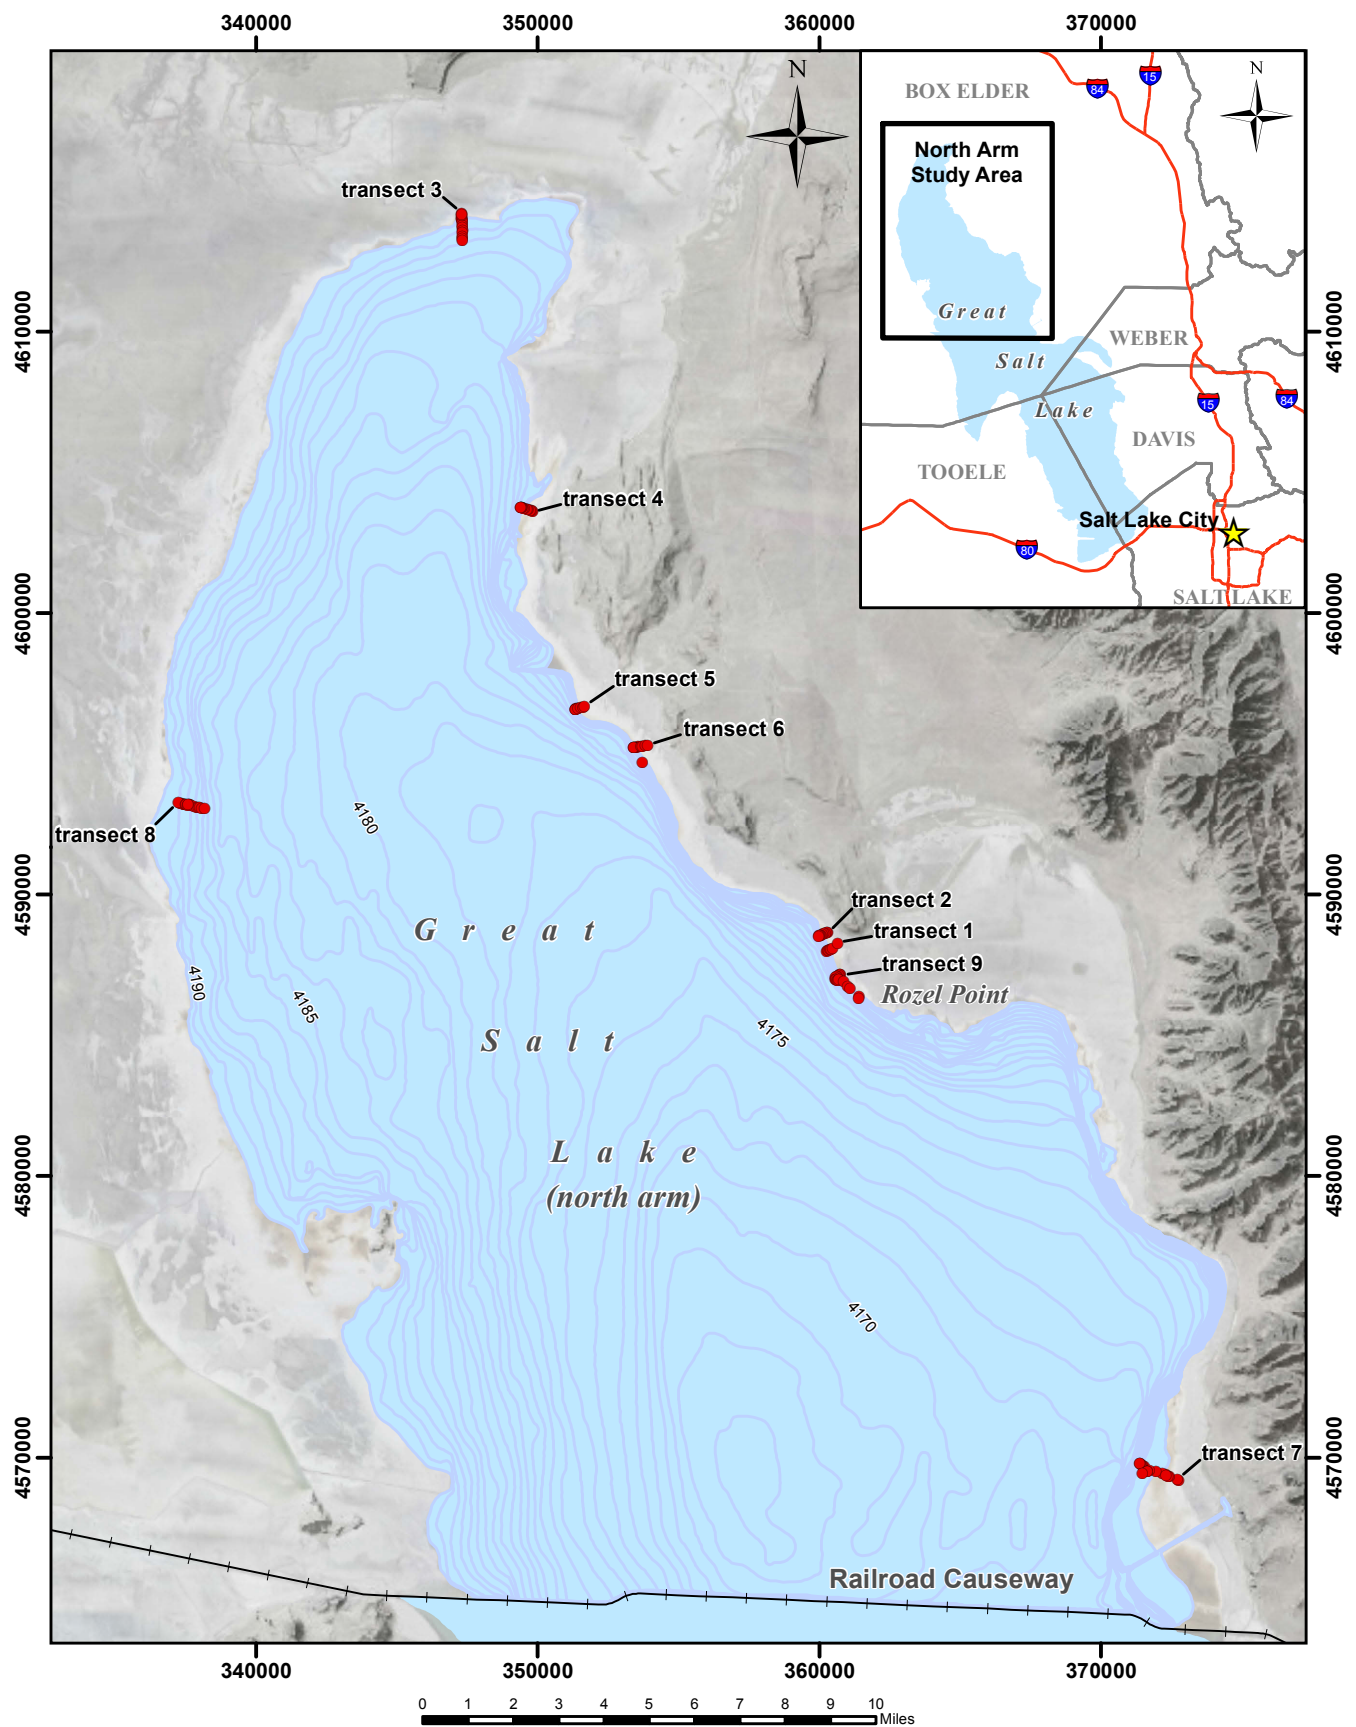 340000 350000 360000 370000
N
transect 3
BOX ELDER
84
15
N
North Arm
Study Area
Great
Salt
Lake
WEBER
15
84
DAVIS
TOOELE
Salt Lake City
80
SALT LAKE
4610000 4610000
transect 4
4600000 4600000
transect 5
transect 6
4180
transect 8
4590000 4590000
transect 2
transect 1
transect 9
Rozel Point
Great
4190
4185
4175
Salt
Lake
(north arm)
4580000 4580000
4170
transect 7
4570000 4570000
Railroad Causeway
340000 350000 360000 370000
0 1 2 3 4 5 6 7 8 9 10
Miles